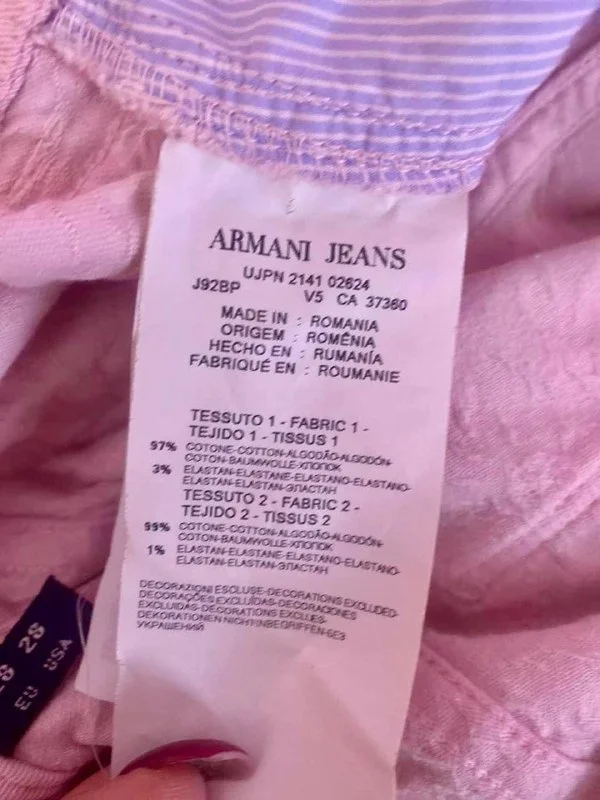 ARMANI JEANS
UJPN 2141 02624
J92BP V5 CA 37360
MADE IN : ROMANIA
ORIGEM : ROMÊNIA
HECHO EN : RUMANÍA
FABRIQUÉ EN : ROUMANIE
TESSUTO 1 - FABRIC 1 -
TEJIDO 1 - TISSUS 1
97% COTONE-COTTON-ALGODÃO-ALGODÓN-
COTON-BAUMWOLLE-ХЛОПОК
3% ELASTAN-ELASTANE-ELASTANO-ELASTANO-
ELASTAN-ELASTAN-ЭЛАСТАН
TESSUTO 2 - FABRIC 2 -
TEJIDO 2 - TISSUS 2
99% COTONE-COTTON-ALGODÃO-ALGODÓN-
COTON-BAUMWOLLE-ХЛОПОК
1% ELASTAN-ELASTANE-ELASTANO-ELASTANO-
ELASTAN-ELASTAN-ЭЛАСТАН
DECORAZIONI ESCLUSE-DECORATIONS EXCLUDED-
DECORAÇÕES EXCLUÍDAS-DECORACIONES
EXCLUIDAS-DECORATIONS EXCLUES-
DEKORATIONEN NICHT INBEGRIFFEN-БЕЗ
УКРАШЕНИЙ
28
EU USA